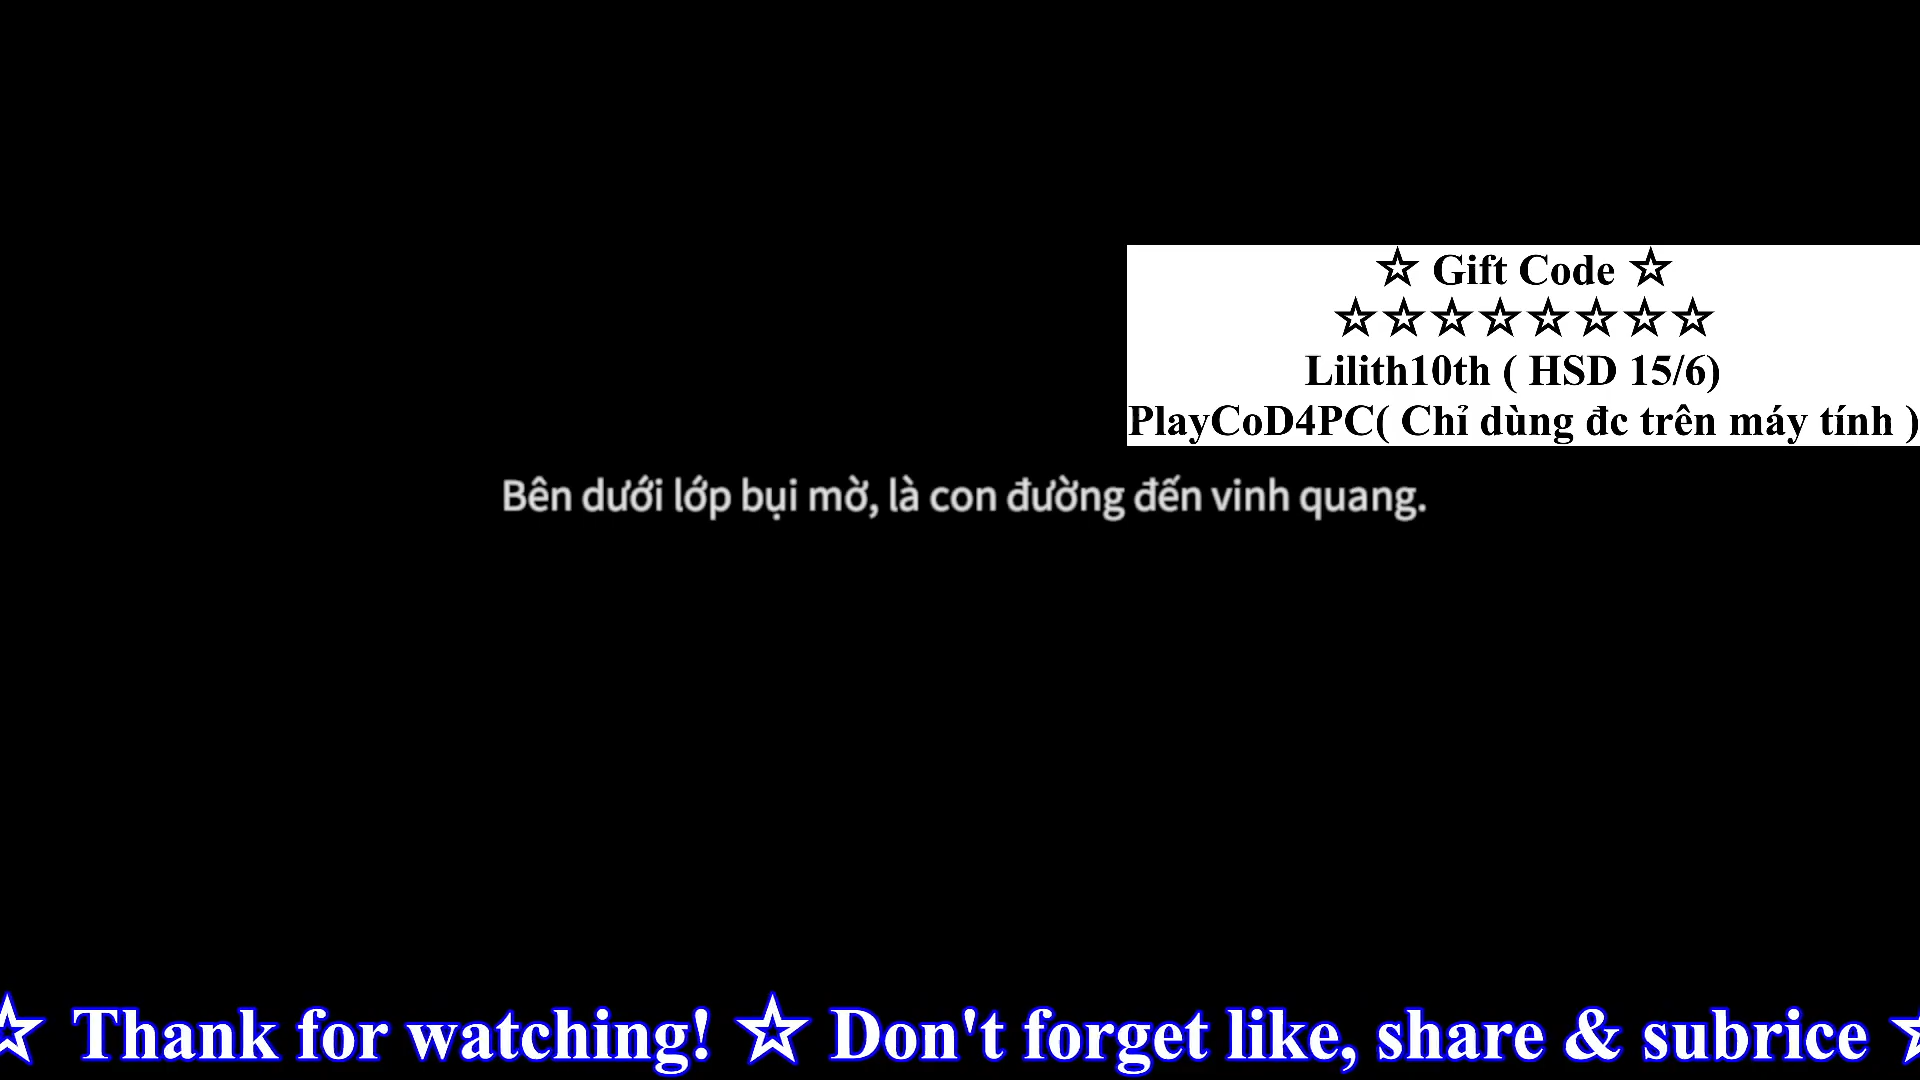 ☆ Gift Code ☆
☆☆☆☆☆☆☆☆
Lilith10th ( HSD 15/6)
PlayCoD4PC( Chỉ dùng đc trên máy tính )
Bên dưới lớp bụi mờ, là con đường đến vinh quang.
☆ Thank for watching! ☆ Don't forget like, share & subrice ☆